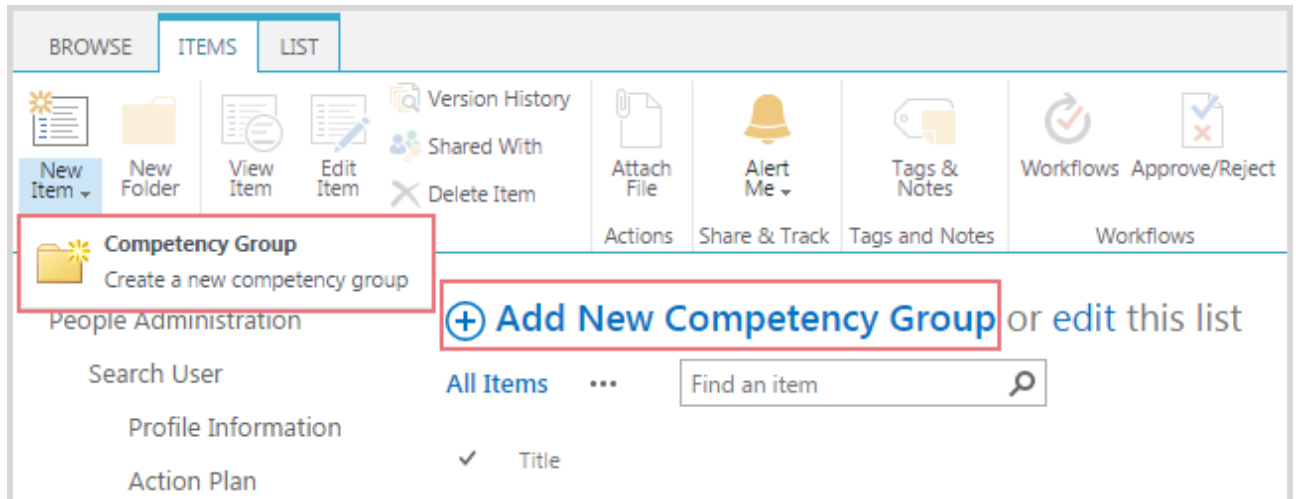 BROWSE ITEMS LIST
Version History
Shared With
Delete Item
New Item
New Folder
View Item
Edit Item
Attach File
Alert Me
Tags & Notes
Workflows
Approve/Reject
Actions
Share & Track
Tags and Notes
Workflows
Competency Group
Create a new competency group
People Administration
Search User
Profile Information
Action Plan
Add New Competency Group or edit this list
All Items ••• Find an item
Title